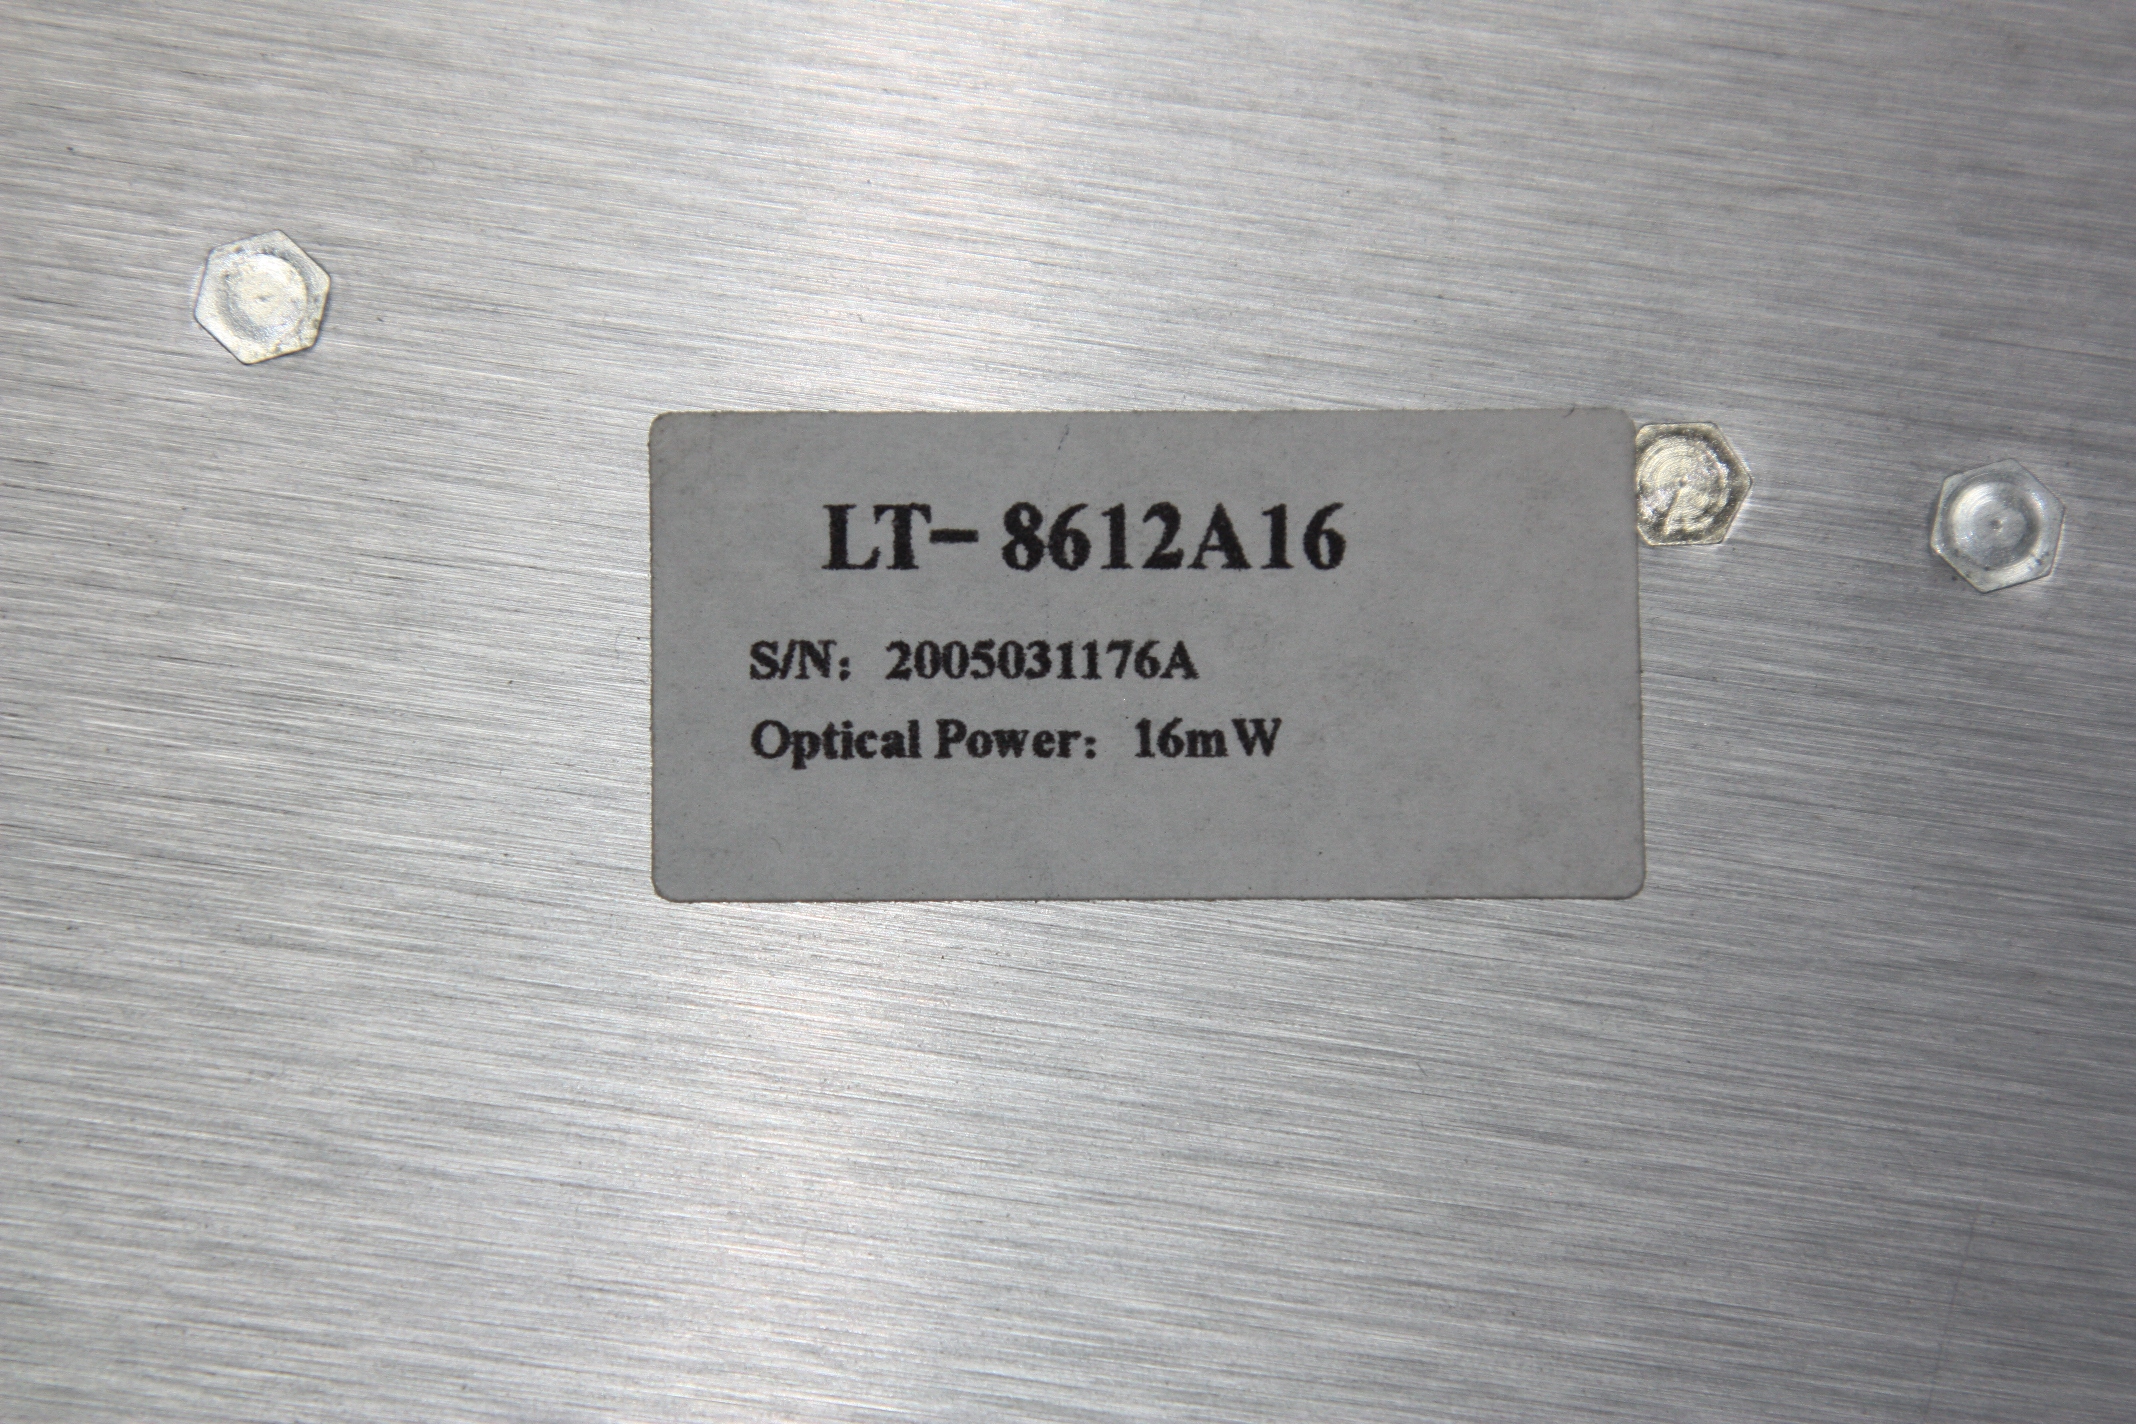 LT-8612A16
S/N: 2005031176A
Optical Power: 16mW